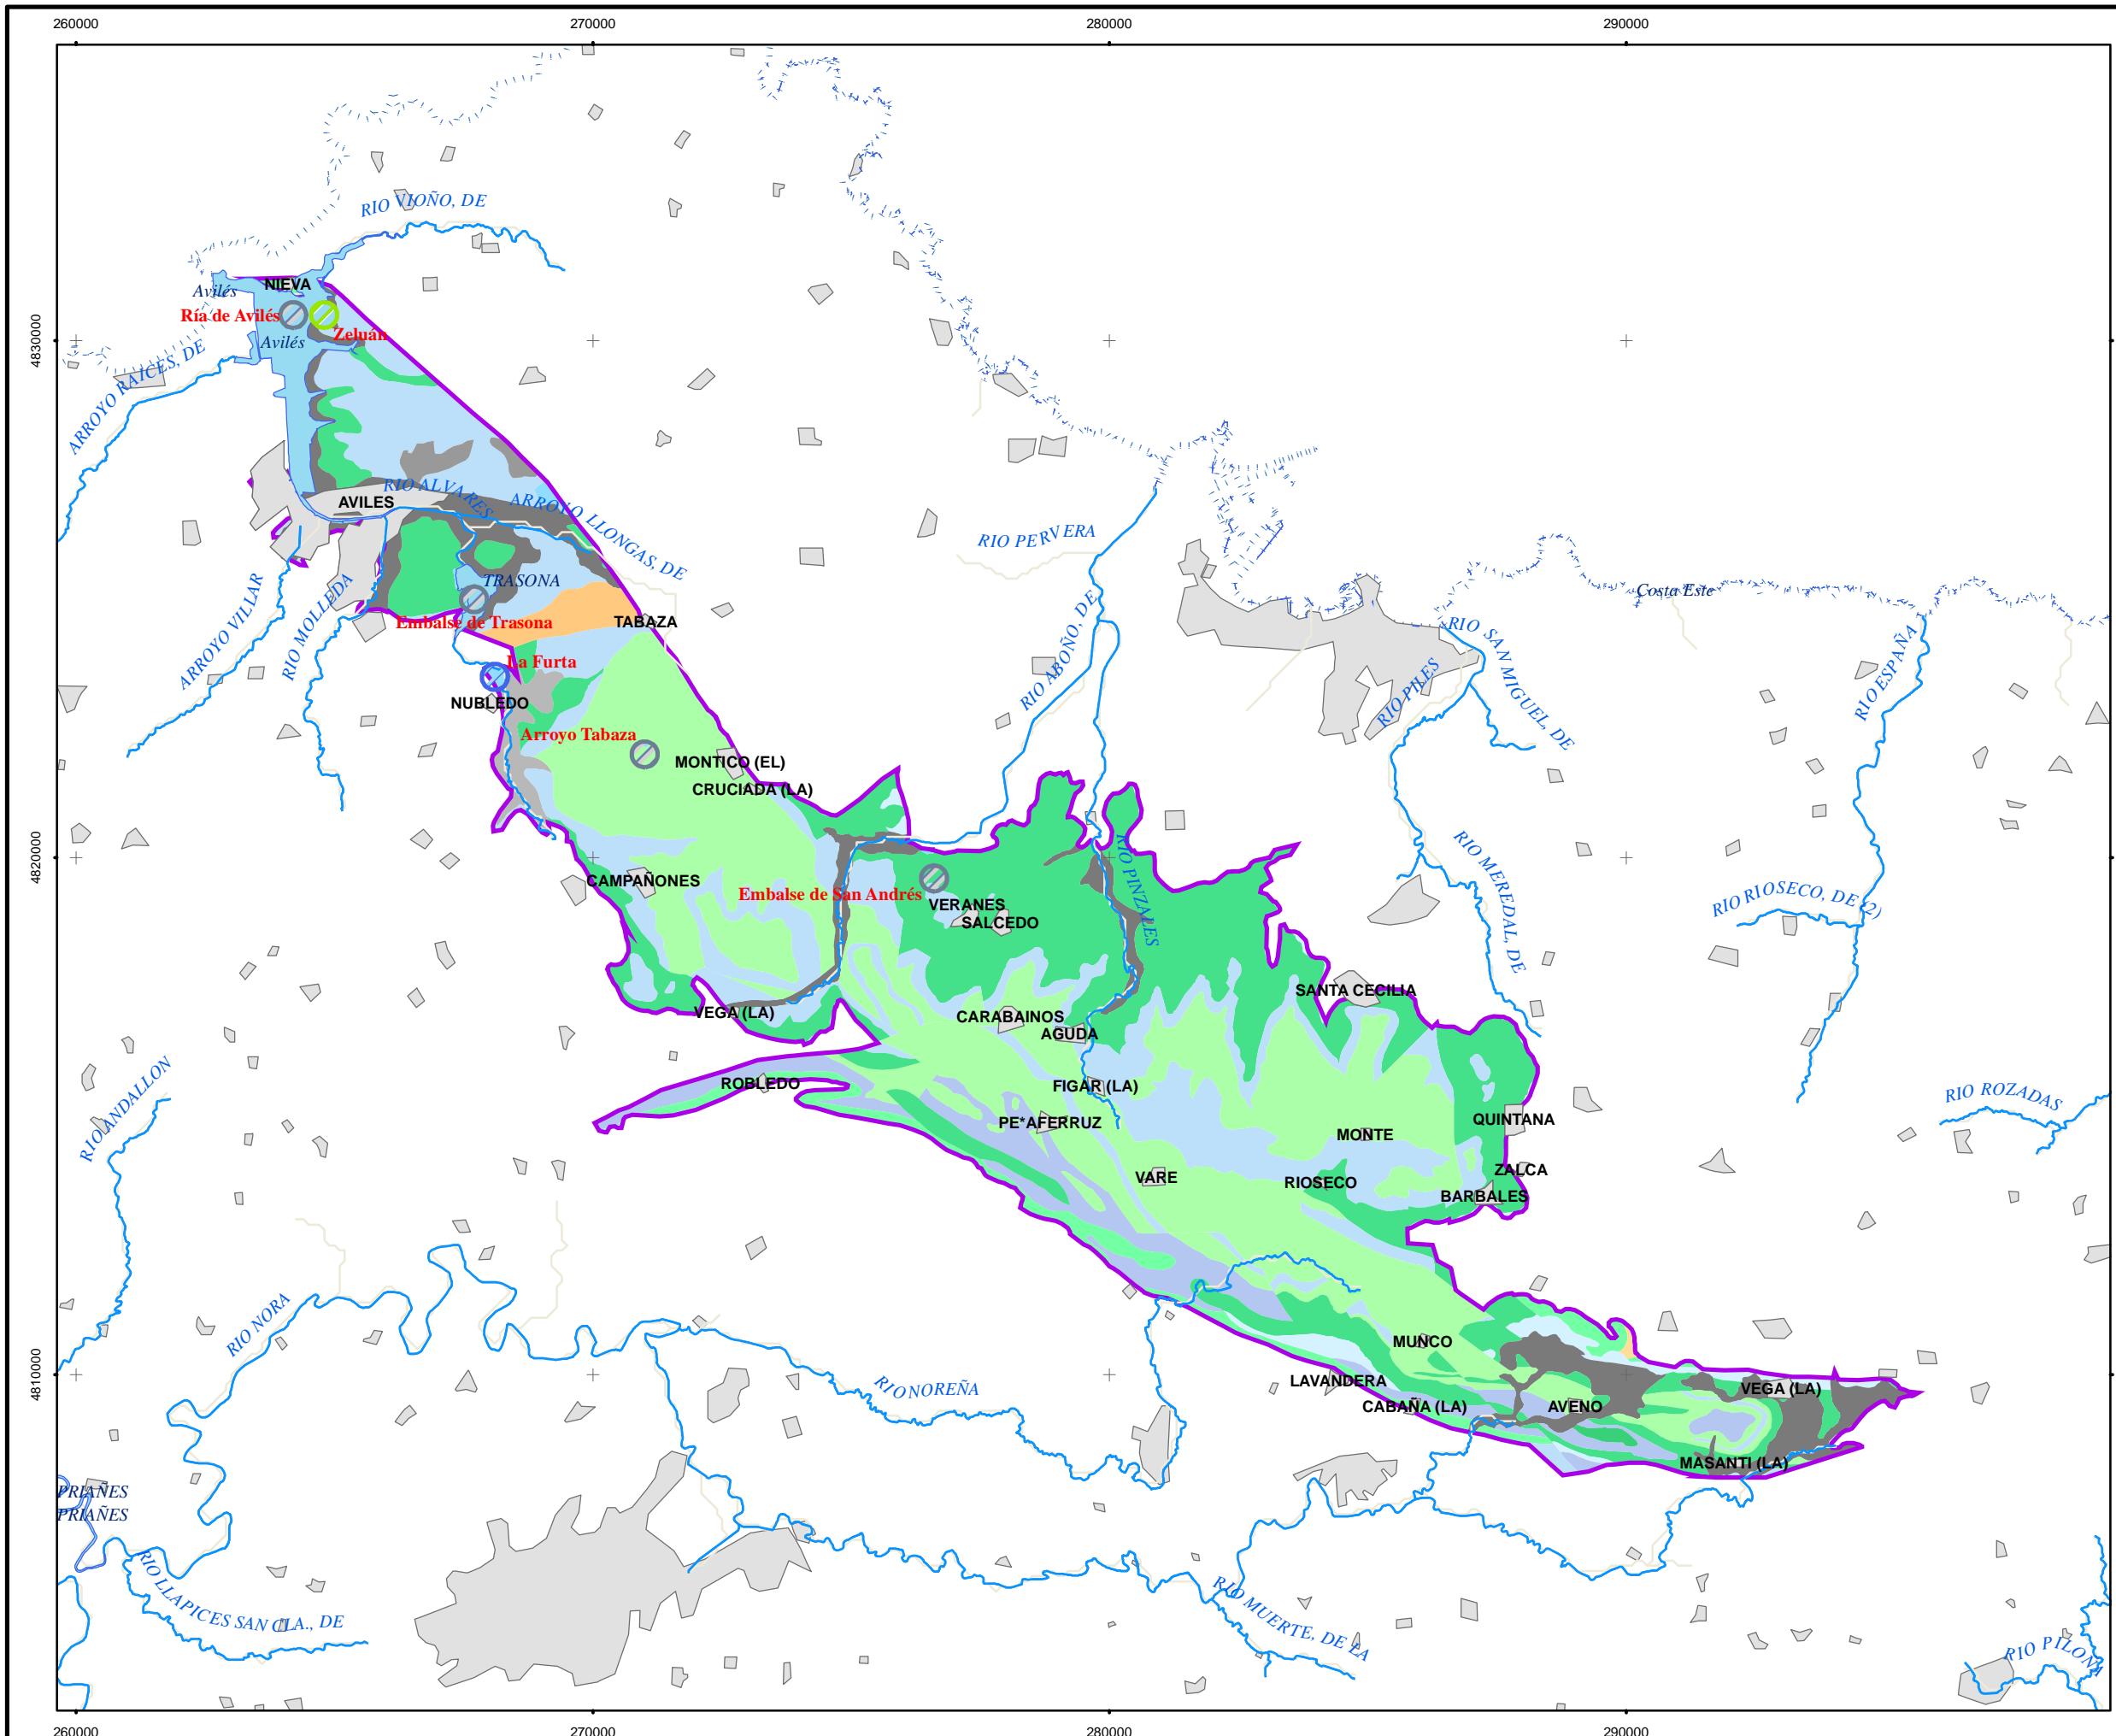 260000
270000
280000
290000
4830000
4820000
4810000
RIO VIOÑO, DE
NIEVA
Avilés
Ría de Avilés
Zeluán
Avilés
ARROYO RAICES, DE
RIO ALVARES
AVILES
ARROYO LLONGAS, DE
RIO PERVERA
TRASONA
ARROYO VILLAR
RIO MOLLEDA
Embalse de Trasona
TABAZA
Costa Este
RIO SAN MIGUEL, DE
RIO PILES
RIO ESPAÑA
RIO ABOÑO, DE
La Furta
NUBLEDO
Arroyo Tabaza
MONTICO (EL)
CRUCIADA (LA)
RIO PINZALES
RIO MEREDAL, DE
CAMPAÑONES
Embalse de San Andrés
VERANES
SALCEDO
RIO RIOSECO, DE (2)
SANTA CECILIA
VEGA (LA)
CARABAINOS
AGUDA
ROBLEDO
FIGAR (LA)
RIO ANDALLON
RIO ROZADAS
PE*AFERRUZ
MONTE
QUINTANA
VARE
RIOSECO
ZALCA
BARBALES
RIO NORA
MUNCO
RIO NOREÑA
LAVANDERA
CABAÑA (LA)
AVENO
VEGA (LA)
MASANTI (LA)
PRIAÑES
PRIAÑES
RIO LLAPICES SAN CLA., DE
RIO MUERTE, DE LA
RIO PILOÑA
260000
270000
280000
290000